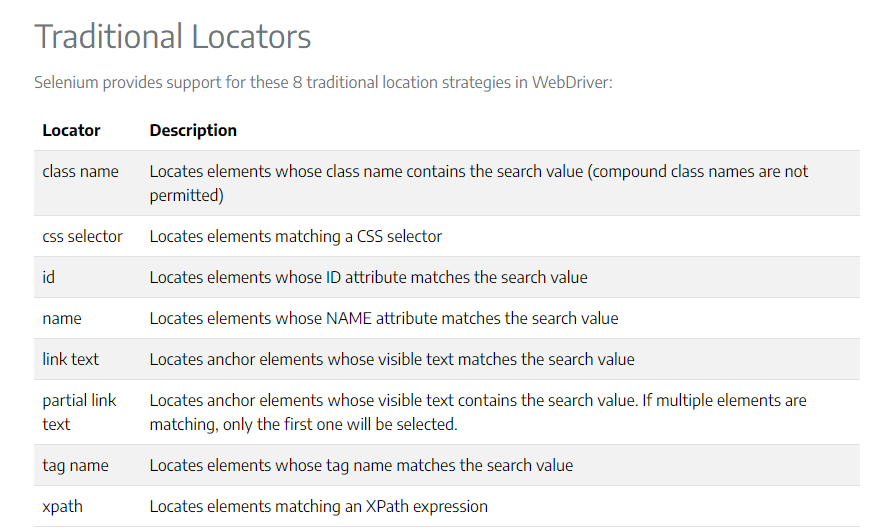 Traditional Locators
Selenium provides support for these 8 traditional location strategies in WebDriver:
Locator Description
class name Locates elements whose class name contains the search value (compound class names are not
permitted)
css selector Locates elements matching a CSS selector
id Locates elements whose ID attribute matches the search value
name Locates elements whose NAME attribute matches the search value
link text Locates anchor elements whose visible text matches the search value
partial link Locates anchor elements whose visible text contains the search value. If multiple elements are
text matching, only the first one will be selected.
tag name Locates elements whose tag name matches the search value
xpath Locates elements matching an XPath expression